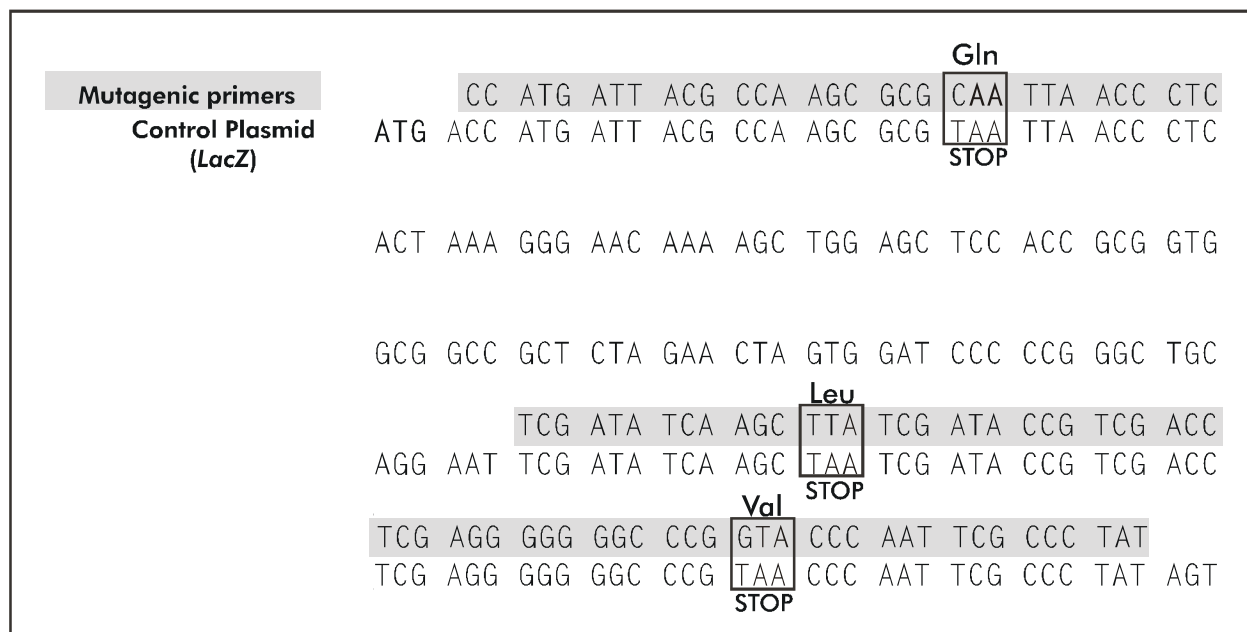 Gln
Mutagenic primers CC ATG ATT ACG CCA AGC GCG CAA TTA ACC CTC
Control Plasmid ATG ACC ATG ATT ACG CCA AGC GCG TAA TTA ACC CTC
(LacZ) STOP
ACT AAA GGG AAC AAA AGC TGG AGC TCC ACC GCG GTG
GCG GCC GCT CTA GAA CTA GTG GAT CCC CCG GGC TGC
Leu
TCG ATA TCA AGC TTA TCG ATA CCG TCG ACC
AGG AAT TCG ATA TCA AGC TAA TCG ATA CCG TCG ACC
STOP
Val
TCG AGG GGG GGC CCG GTA CCC AAT TCG CCC TAT
TCG AGG GGG GGC CCG TAA CCC AAT TCG CCC TAT AGT
STOP